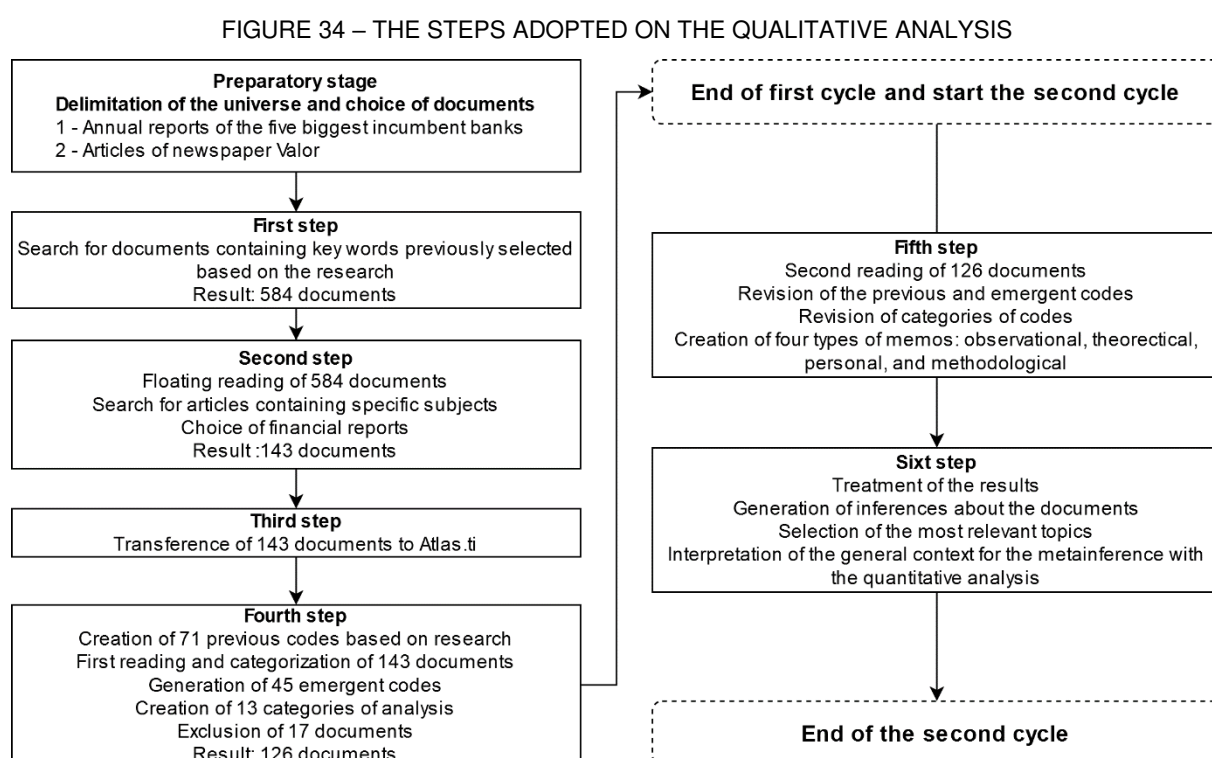 FIGURE 34 – THE STEPS ADOPTED ON THE QUALITATIVE ANALYSIS
Preparatory stage
Delimitation of the universe and choice of documents
1 - Annual reports of the five biggest incumbent banks
2 - Articles of newspaper Valor
First step
Search for documents containing key words previously selected
based on the research
Result: 584 documents
Second step
Floating reading of 584 documents
Search for articles containing specific subjects
Choice of financial reports
Result :143 documents
Third step
Transference of 143 documents to Atlas.ti
Fourth step
Creation of 71 previous codes based on research
First reading and categorization of 143 documents
Generation of 45 emergent codes
Creation of 13 categories of analysis
Exclusion of 17 documents
Result: 126 documents
End of first cycle and start the second cycle
Fifth step
Second reading of 126 documents
Revision of the previous and emergent codes
Revision of categories of codes
Creation of four types of memos: observational, theorectical,
personal, and methodological
Sixt step
Treatment of the results
Generation of inferences about the documents
Selection of the most relevant topics
Interpretation of the general context for the metainference with
the quantitative analysis
End of the second cycle